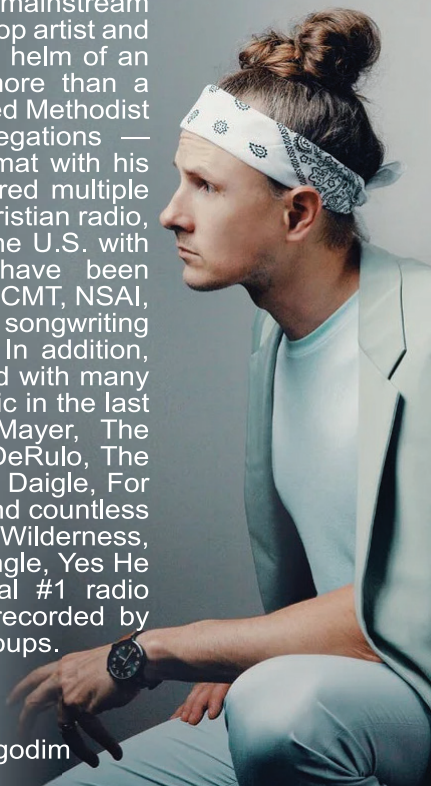 mainstream
op artist and
helm of an
more than a
ed Methodist
egations —
mat with his
red multiple
ristian radio,
he U.S. with
have been
CMT, NSAI,
songwriting
In addition,
d with many
ic in the last
Mayer, The
DeRulo, The
Daigle, For
nd countless
Wilderness,
ngle, Yes He
al #1 radio
recorded by
oups.
godim